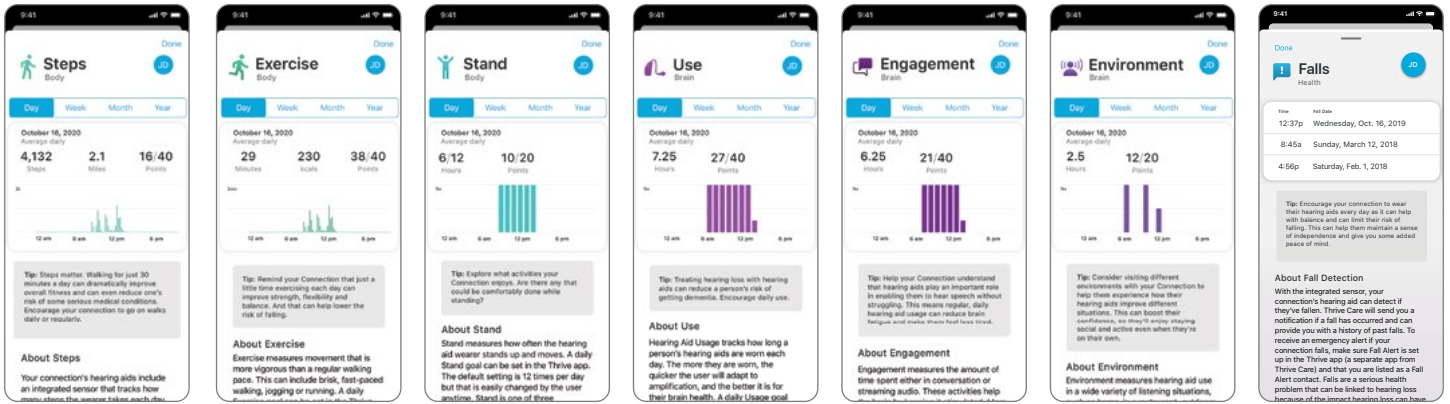 9:41
Done
Steps
Body
JD
Day Week Month Year
October 16, 2020
Average daily
4,132 2.1 16/40
Steps Miles Points
12 am 6 am 12 pm 6 pm
Tip: Steps matter. Walking for just 30
minutes a day can dramatically improve
overall fitness and can even reduce one's
risk of some serious medical conditions.
Encourage your connection to go on walks
daily or regularly.
About Steps
Your connection's hearing aids include
an integrated sensor that tracks how
many steps the wearer takes each day.
9:41
Done
Exercise
Body
JD
Day Week Month Year
October 16, 2020
Average daily
29 230 38/40
Minutes kcals Points
12 am 6 am 12 pm 6 pm
Tip: Remind your Connection that just a
little time exercising each day can
improve strength, flexibility and
balance. And that can help lower the
risk of falling.
About Exercise
Exercise measures movement that is
more vigorous than a regular walking
pace. This can include brisk, fast-paced
walking, jogging or running. A daily
9:41
Done
Stand
Body
JD
Day Week Month Year
October 16, 2020
Average daily
6/12 10/20
Hours Points
12 am 6 am 12 pm 6 pm
Tip: Explore what activities your
Connection enjoys. Are there any that
could be comfortably done while
standing?
About Stand
Stand measures how often the hearing
aid wearer stands up and moves. A daily
Stand goal can be set in the Thrive app.
The default setting is 12 times per day
but that is easily changed by the user
anytime. Stand is one of three
9:41
Done
Use
Brain
JD
Day Week Month Year
October 16, 2020
Average daily
7.25 27/40
Hours Points
12 am 6 am 12 pm 6 pm
Tip: Treating hearing loss with hearing
aids can reduce a person's risk of
getting dementia. Encourage daily use.
About Use
Hearing Aid Usage tracks how long a
person's hearing aids are worn each
day. The more they are worn, the
quicker the user will adapt to
amplification, and the better it is for
their brain health. A daily Usage goal
9:41
Done
Engagement
Brain
JD
Day Week Month Year
October 16, 2020
Average daily
6.25 21/40
Hours Points
12 am 6 am 12 pm 6 pm
Tip: Help your Connection understand
that hearing aids play an important role
in enabling them to hear speech without
struggling. This means regular, daily
hearing aid usage can reduce brain
fatigue and make them feel less tired.
About Engagement
Engagement measures the amount of
time spent either in conversation or
streaming audio. These activities help
9:41
Done
Environment
Brain
JD
Day Week Month Year
October 16, 2020
Average daily
2.5 12/20
Hours Points
12 am 6 am 12 pm 6 pm
Tip: Consider visiting different
environments with your Connection to
help them experience how their
hearing aids improve different
situations. This can boost their
confidence, so they'll enjoy staying
social and active even when they're
on their own.
About Environment
Environment measures hearing aid use
in a wide variety of listening situations,
9:41
Done
Falls
Health
JD
Time Fall Date
12:37p Wednesday, Oct. 16, 2019
8:45a Sunday, March 12, 2018
4:56p Saturday, Feb. 1, 2018
Tip: Encourage your connection to wear
their hearing aids every day as it can help
with balance and can limit their risk of
falling. This can help them maintain a sense
of independence and give you some added
peace of mind.
About Fall Detection
With the integrated sensor, your
connection's hearing aid can detect if
they've fallen. Thrive Care will send you a
notification if a fall has occurred and can
provide you with a history of past falls. To
receive an emergency alert if your
connection falls, make sure Fall Alert is set
up in the Thrive app (a separate app from
Thrive Care) and that you are listed as a Fall
Alert contact. Falls are a serious health
problem that can be linked to hearing loss
because of the impact hearing loss can have